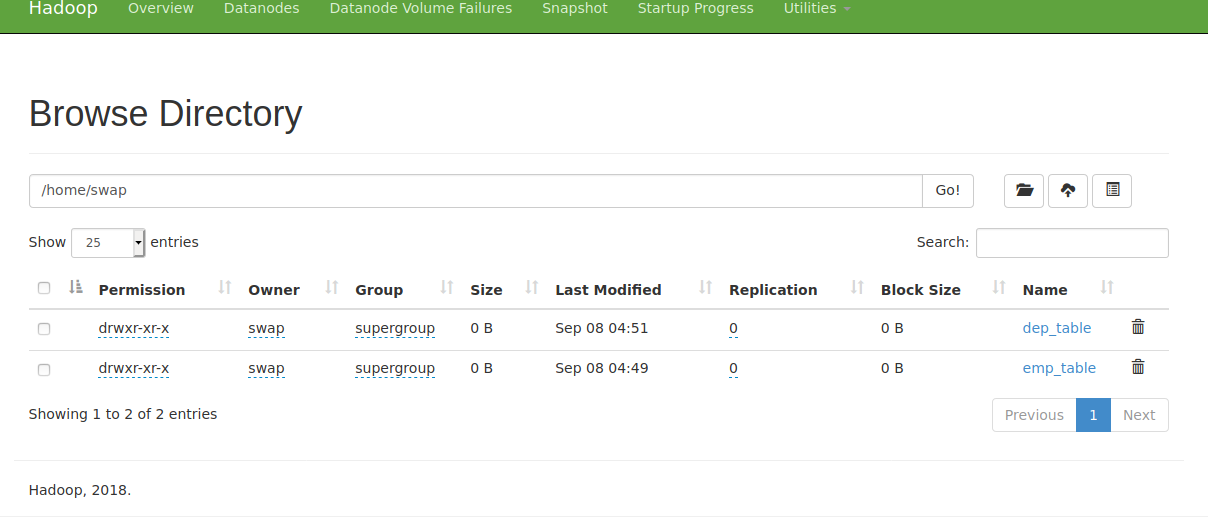 Hadoop Overview Datanodes Datanode Volume Failures Snapshot Startup Progress Utilities
Browse Directory
/home/swap Go!
Show 25 entries Search:
Permission Owner Group Size Last Modified Replication Block Size Name
drwxr-xr-x swap supergroup 0 B Sep 08 04:51 0 0 B dep_table
drwxr-xr-x swap supergroup 0 B Sep 08 04:49 0 0 B emp_table
Showing 1 to 2 of 2 entries Previous 1 Next
Hadoop, 2018.